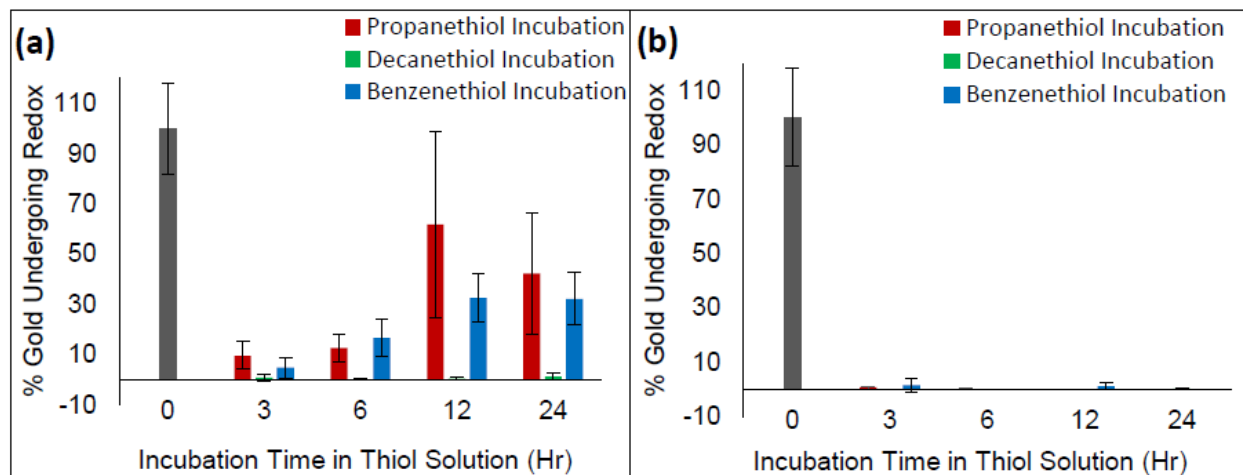 (a)
Propanethiol Incubation
Decanethiol Incubation
Benzenethiol Incubation
% Gold Undergoing Redox
110
90
70
50
30
10
-10
0 3 6 12 24
Incubation Time in Thiol Solution (Hr)
(b)
Propanethiol Incubation
Decanethiol Incubation
Benzenethiol Incubation
% Gold Undergoing Redox
110
90
70
50
30
10
-10
0 3 6 12 24
Incubation Time in Thiol Solution (Hr)